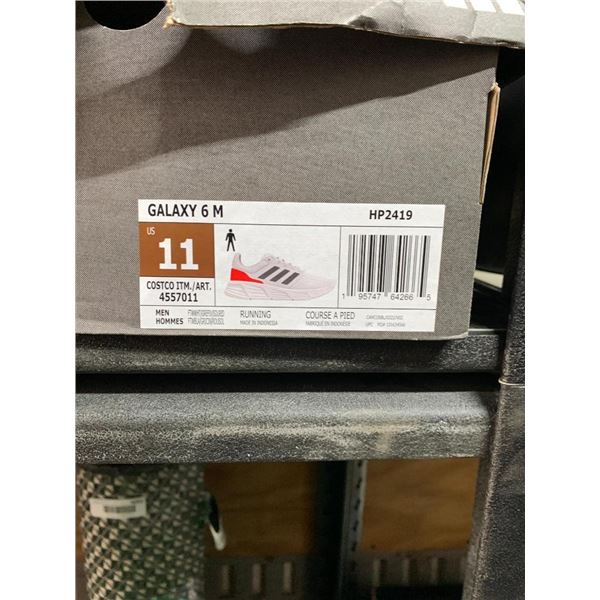 GALAXY 6 M
HP2419
US
11
COSTCO ITM./ART.
4557011
1 95747 64266 5
MEN
HOMMES
RUNNING
MADE IN INDONESIA
COURSE A PIED
FABRIQUÉ EN INDONÉSIE